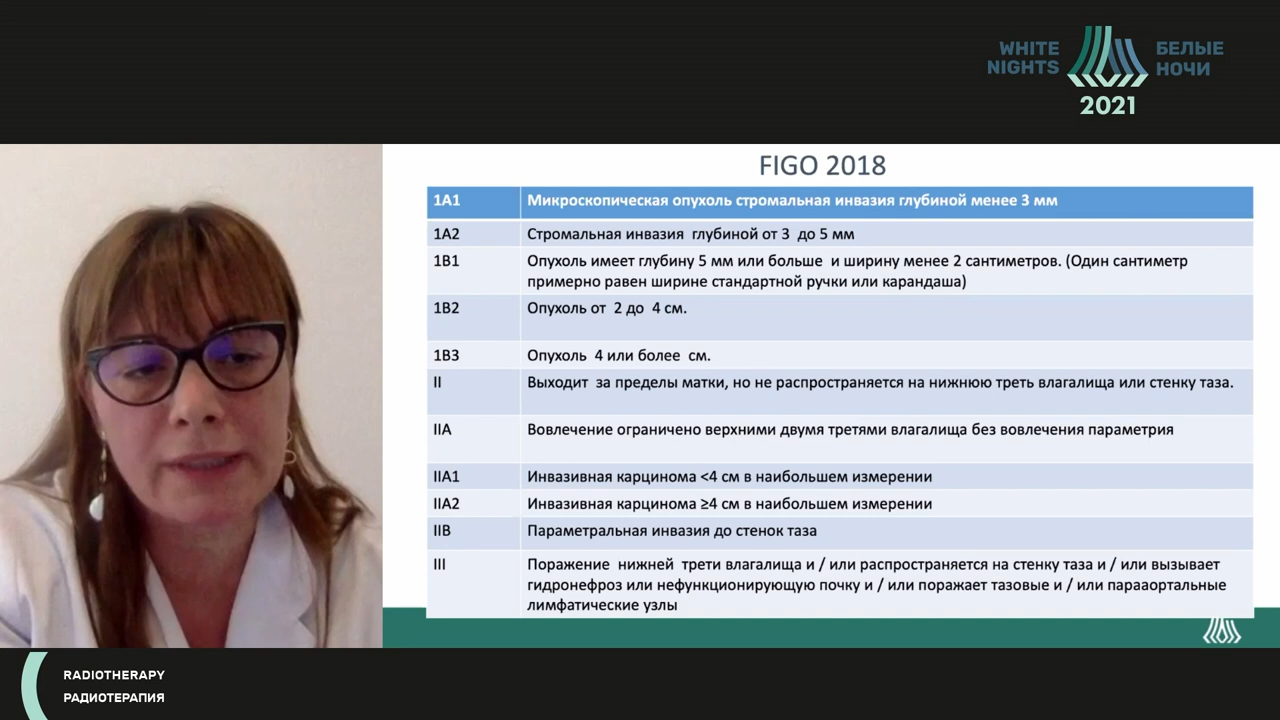 WHITE NIGHTS
БЕЛЫЕ НОЧИ
2021
FIGO 2018
1A1 Микроскопическая опухоль стромальная инвазия глубиной менее 3 мм
1A2 Стромальная инвазия глубиной от 3 до 5 мм
1B1 Опухоль имеет глубину 5 мм или больше и ширину менее 2 сантиметров. (Один сантиметр
примерно равен ширине стандартной ручки или карандаша)
1B2 Опухоль от 2 до 4 см.
1B3 Опухоль 4 или более см.
II Выходит за пределы матки, но не распространяется на нижнюю треть влагалища или стенку таза.
IIA Вовлечение ограничено верхними двумя третями влагалища без вовлечения параметрия
IIA1 Инвазивная карцинома <4 см в наибольшем измерении
IIA2 Инвазивная карцинома ≥4 см в наибольшем измерении
IIB Параметральная инвазия до стенок таза
III Поражение нижней трети влагалища и / или распространяется на стенку таза и / или вызывает
гидронефроз или нефункционирующую почку и / или поражает тазовые и / или парааортальные
лимфатические узлы
RADIOTHERAPY
РАДИОТЕРАПИЯ